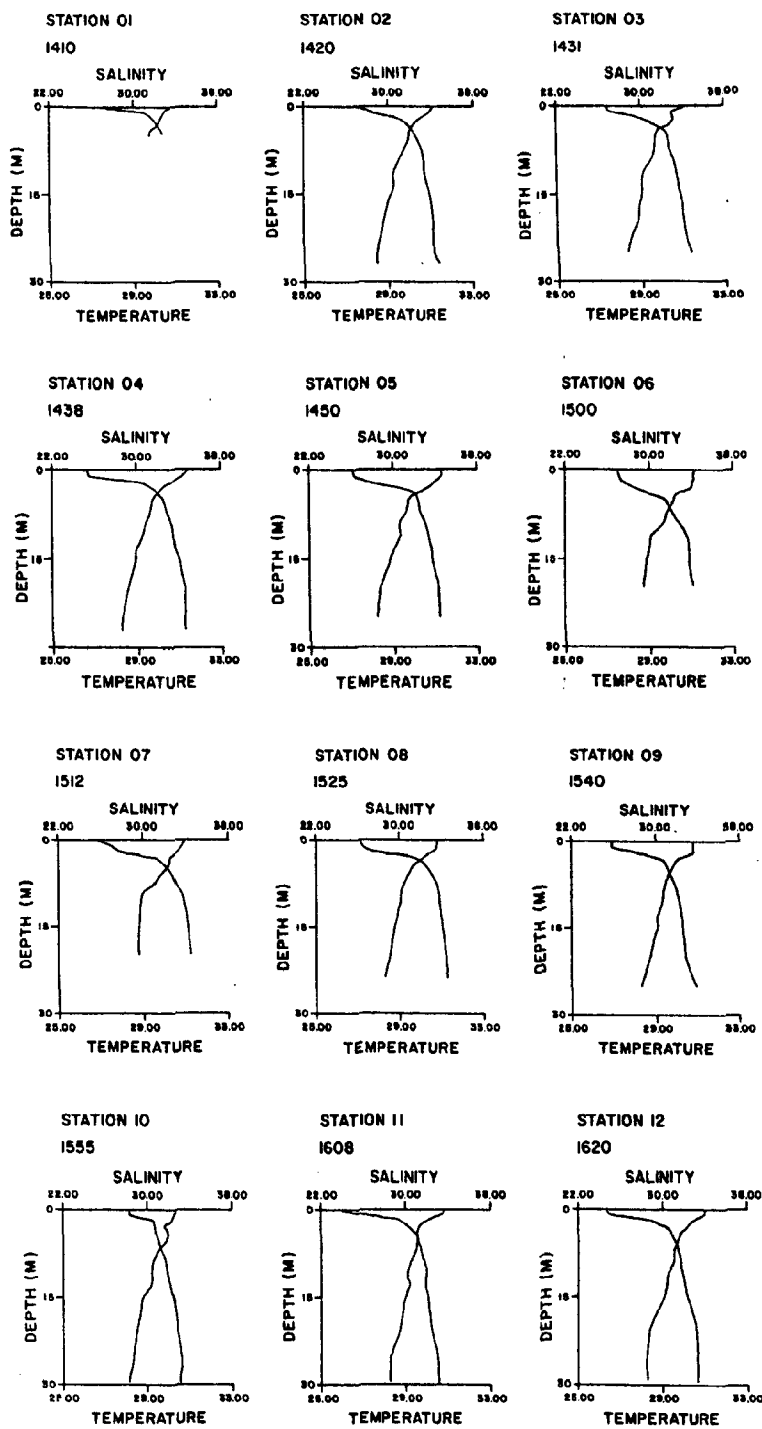 STATION 01
1410
SALINITY
22.00 30.00 38.00
0
DEPTH (M)
15
30
25.00 29.00 33.00
TEMPERATURE
STATION 02
1420
SALINITY
22.00 30.00 38.00
0
DEPTH (M)
15
30
25.00 29.00 33.00
TEMPERATURE
STATION 03
1431
SALINITY
22.00 30.00 38.00
0
DEPTH (M)
15
30
25.00 29.00 33.00
TEMPERATURE
STATION 04
1438
SALINITY
22.00 30.00 38.00
0
DEPTH (M)
15
30
25.00 29.00 33.00
TEMPERATURE
STATION 05
1450
SALINITY
22.00 30.00 38.00
0
DEPTH (M)
15
30
25.00 29.00 33.00
TEMPERATURE
STATION 06
1500
SALINITY
22.00 30.00 38.00
0
DEPTH (M)
15
30
25.00 29.00 33.00
TEMPERATURE
STATION 07
1512
SALINITY
22.00 30.00 38.00
0
DEPTH (M)
15
30
25.00 29.00 33.00
TEMPERATURE
STATION 08
1525
SALINITY
22.00 30.00 38.00
0
DEPTH (M)
15
30
25.00 29.00 33.00
TEMPERATURE
STATION 09
1540
SALINITY
22.00 30.00 38.00
0
DEPTH (M)
15
30
25.00 29.00 33.00
TEMPERATURE
STATION 10
1555
SALINITY
22.00 30.00 38.00
0
DEPTH (M)
15
30
27.00 29.00 33.00
TEMPERATURE
STATION 11
1608
SALINITY
22.00 30.00 38.00
0
DEPTH (M)
15
30
25.00 29.00 33.00
TEMPERATURE
STATION 12
1620
SALINITY
22.00 30.00 38.00
0
DEPTH (M)
15
30
25.00 29.00 33.00
TEMPERATURE